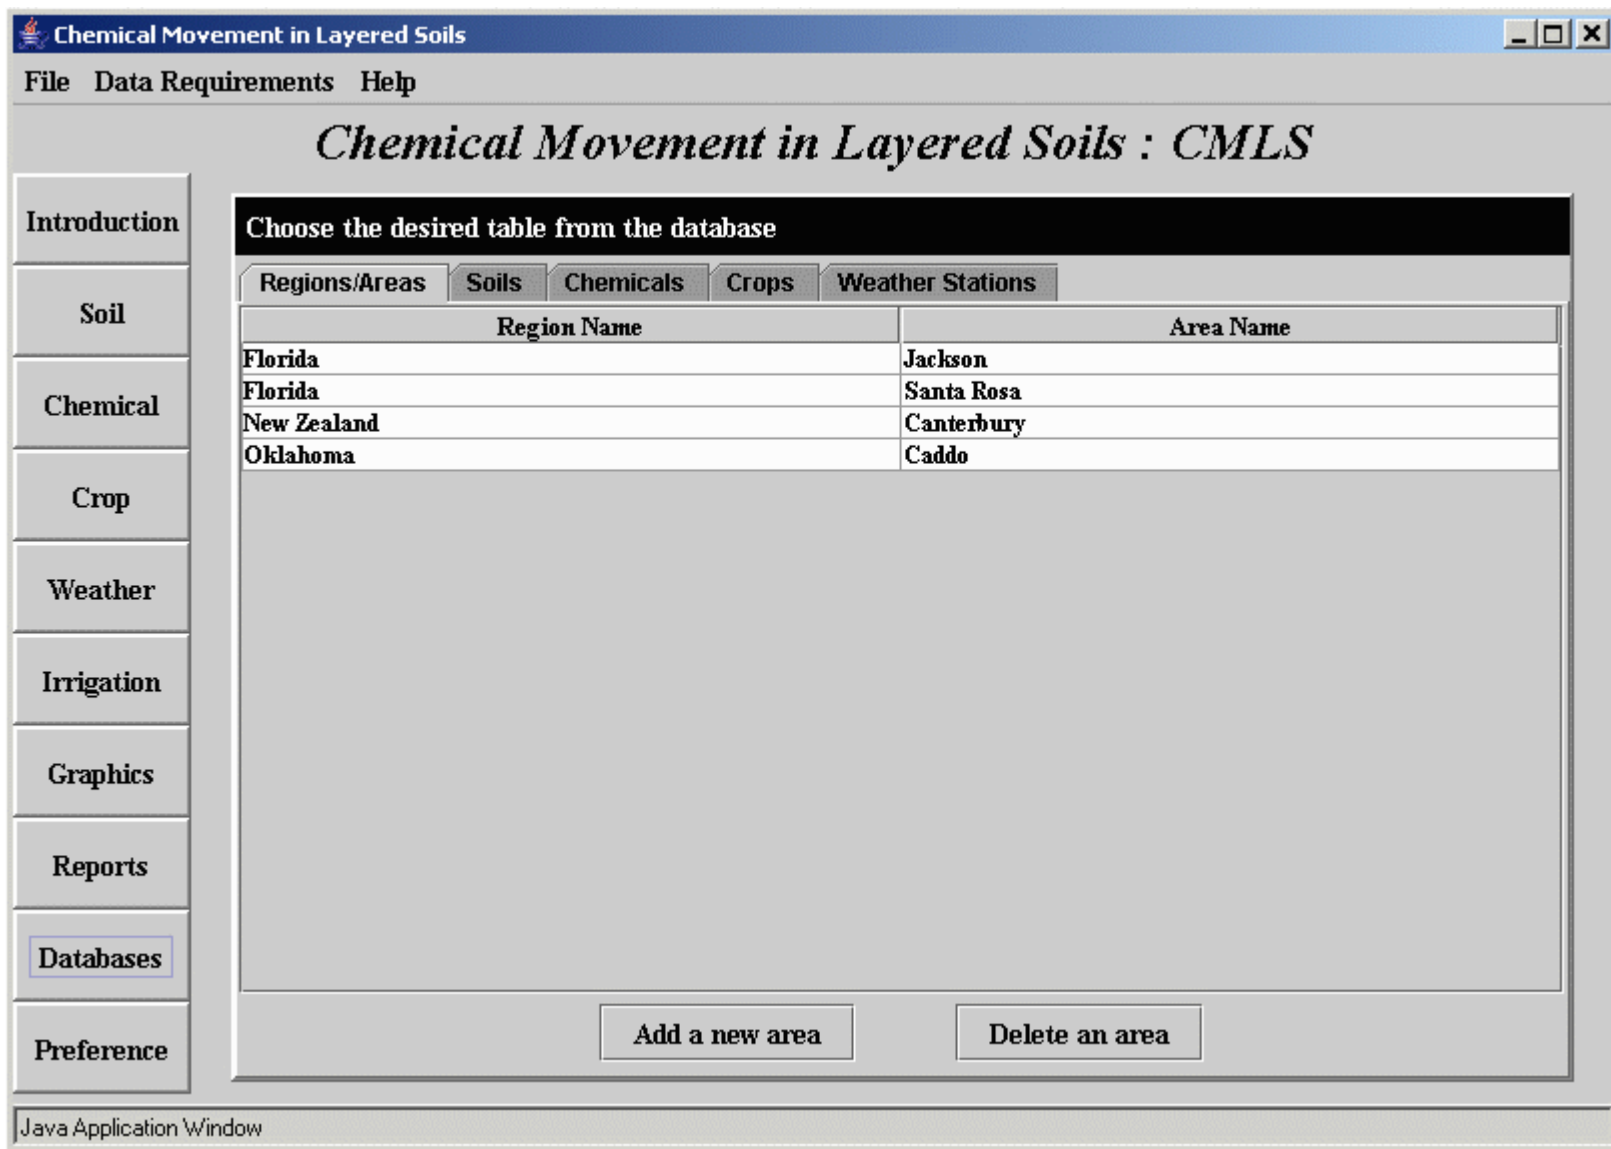 Chemical Movement in Layered Soils
File Data Requirements Help
Chemical Movement in Layered Soils : CMLS
Introduction
Soil
Chemical
Crop
Weather
Irrigation
Graphics
Reports
Databases
Preference
Choose the desired table from the database
Regions/Areas Soils Chemicals Crops Weather Stations
Region Name Area Name
Florida Jackson
Florida Santa Rosa
New Zealand Canterbury
Oklahoma Caddo
Add a new area Delete an area
Java Application Window